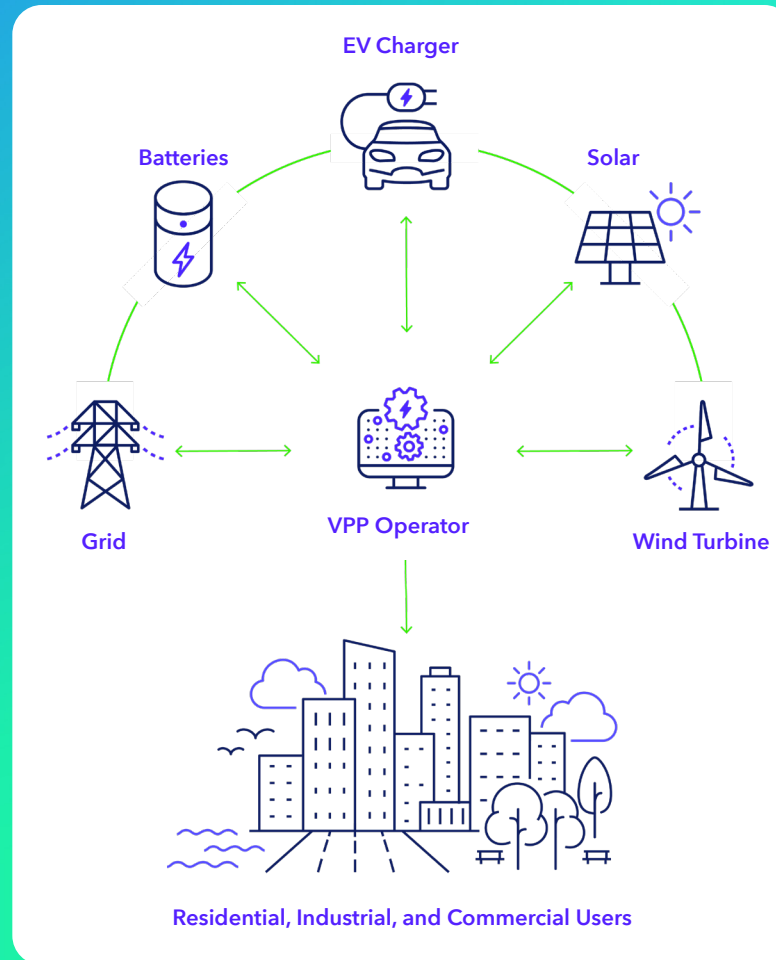 EV Charger
Batteries
Solar
Grid
VPP Operator
Wind Turbine
Residential, Industrial, and Commercial Users